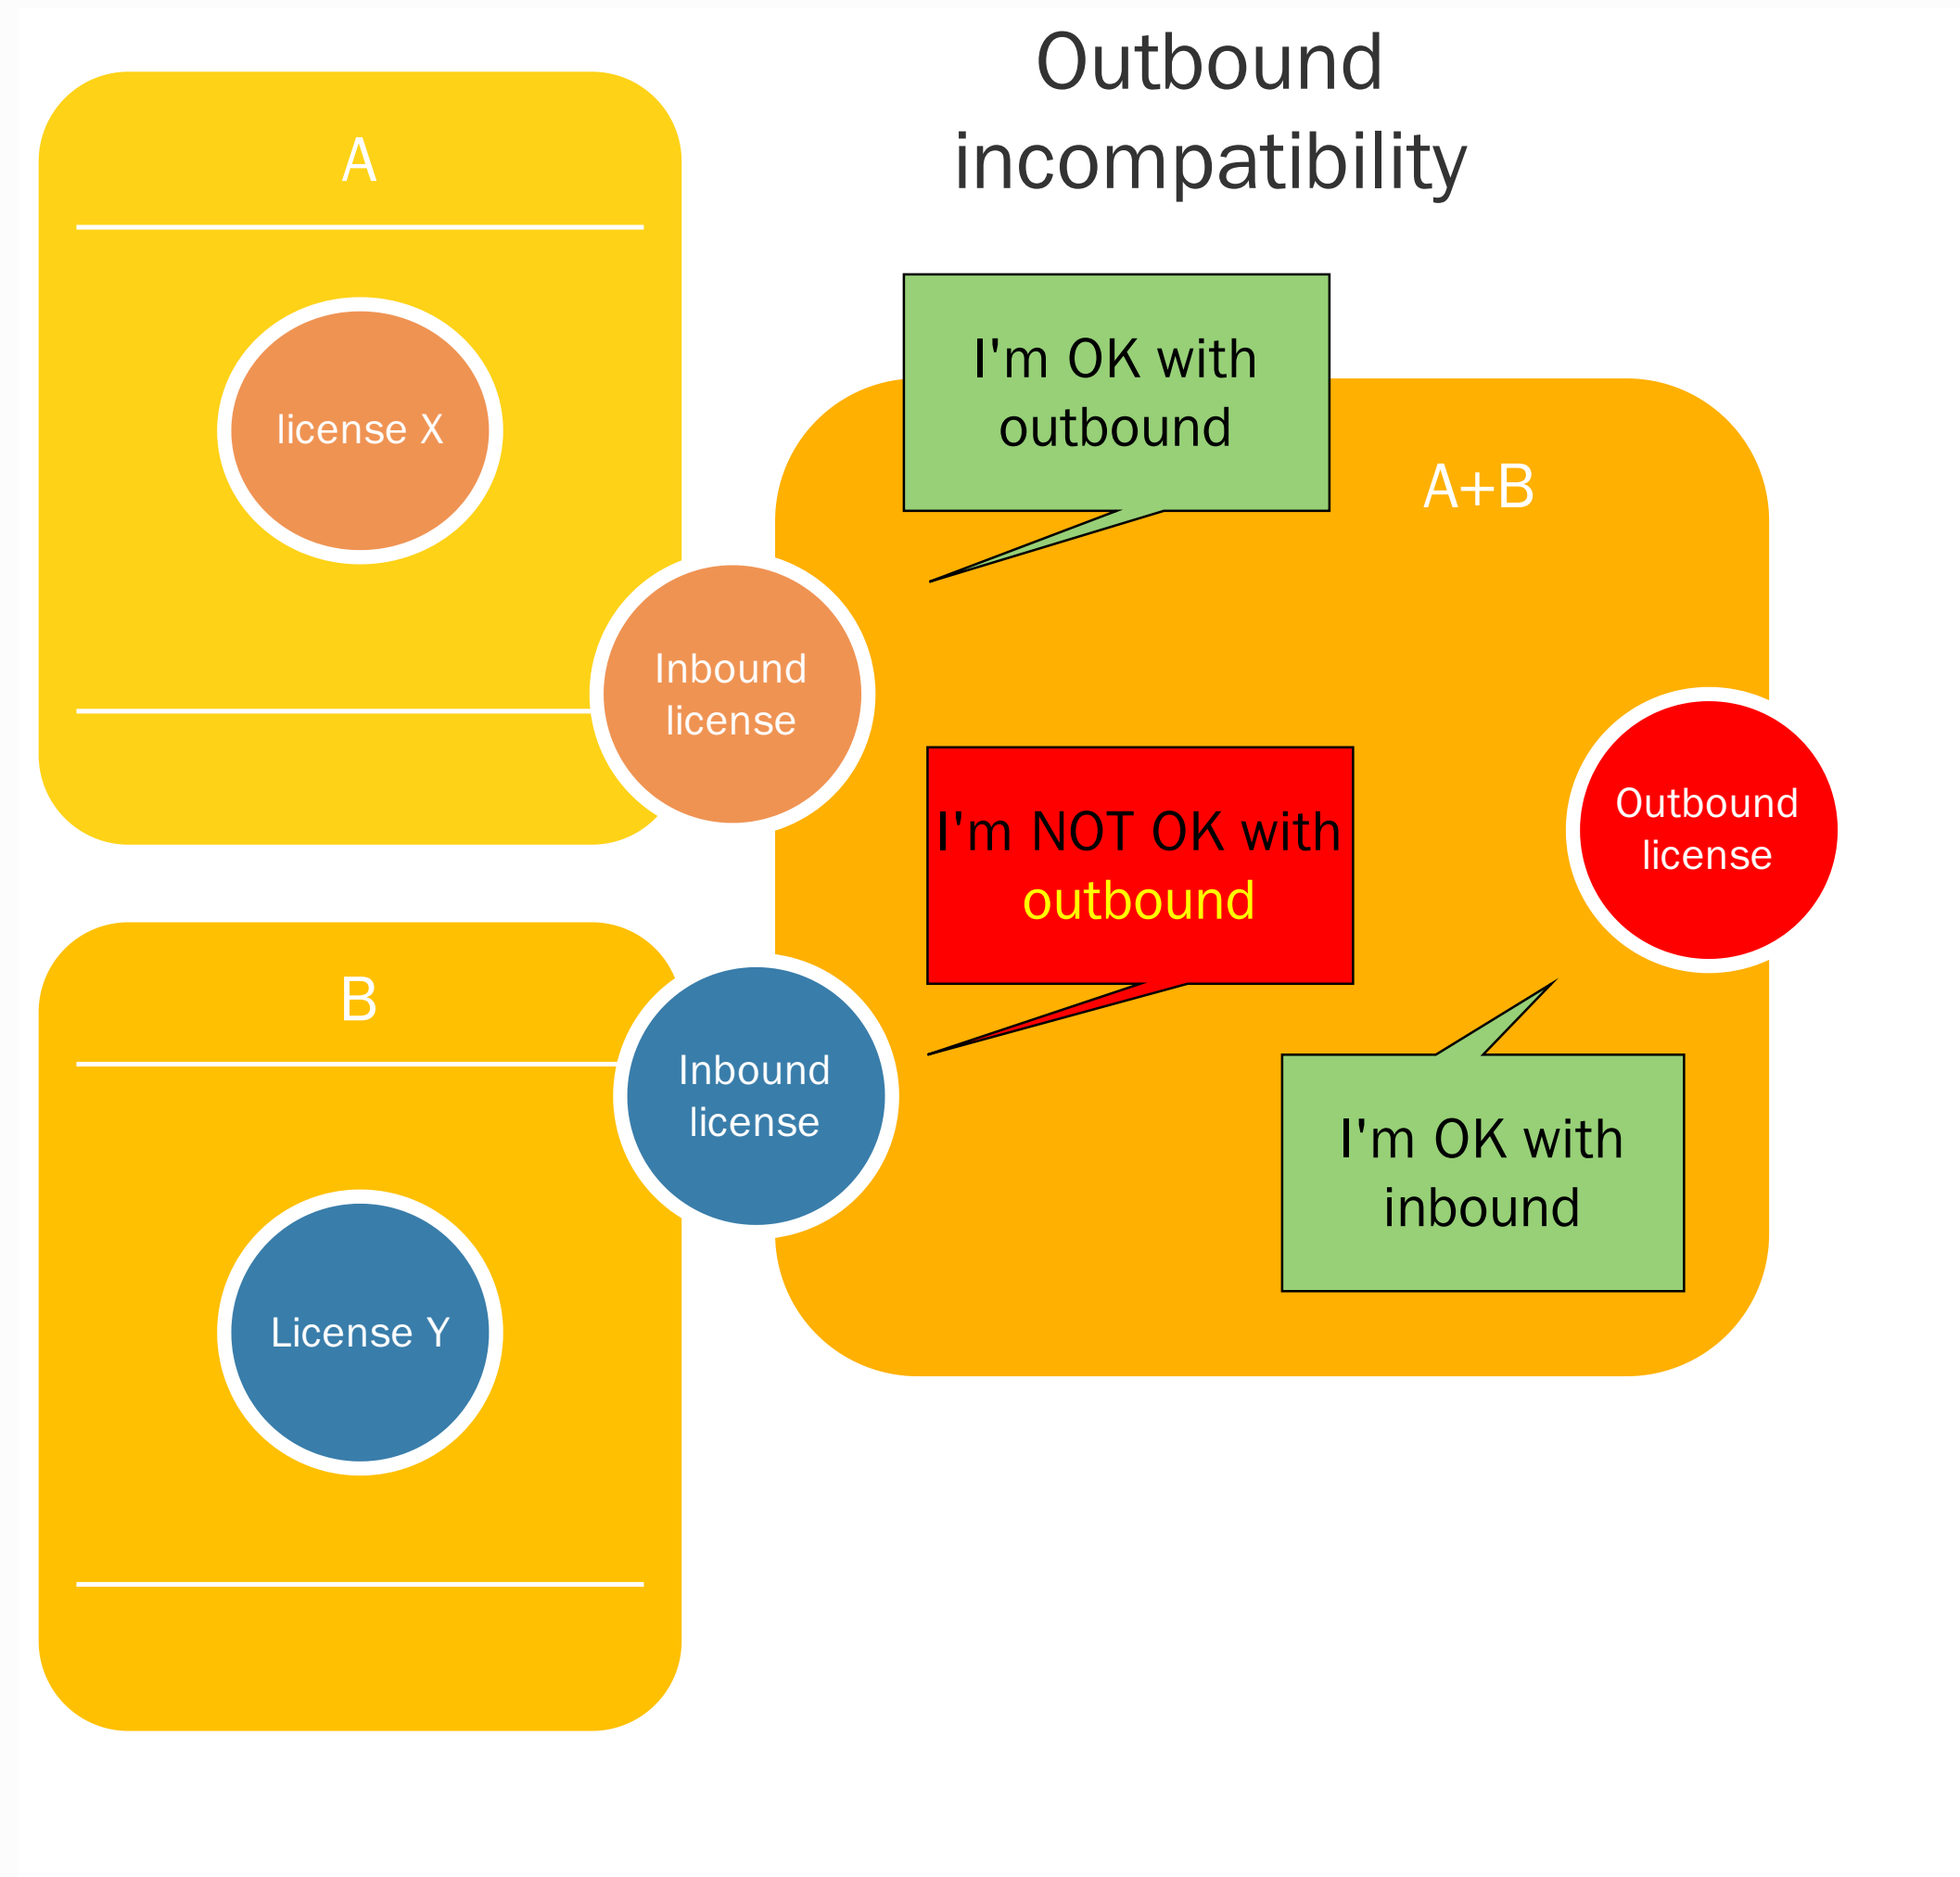 Outbound
incompatibility
A
license X
I'm OK with
outbound
A+B
Inbound
license
I'm NOT OK with
outbound
Outbound
license
B
Inbound
license
I'm OK with
inbound
License Y